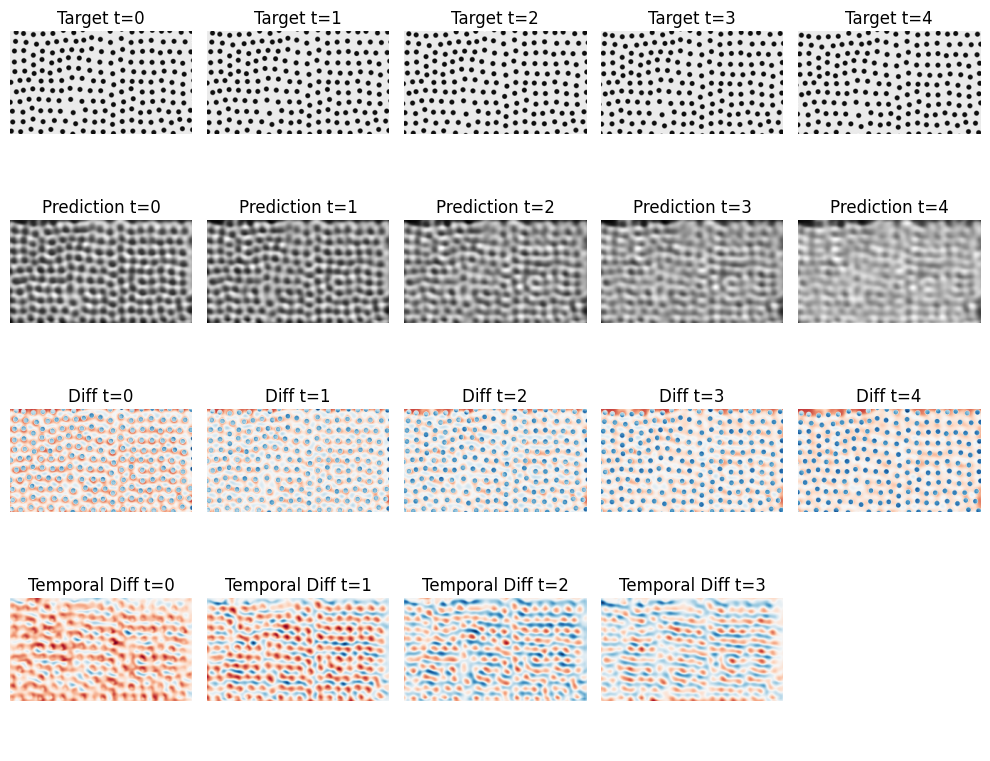 Target t=0 Target t=1 Target t=2 Target t=3 Target t=4
Prediction t=0 Prediction t=1 Prediction t=2 Prediction t=3 Prediction t=4
Diff t=0 Diff t=1 Diff t=2 Diff t=3 Diff t=4
Temporal Diff t=0 Temporal Diff t=1 Temporal Diff t=2 Temporal Diff t=3